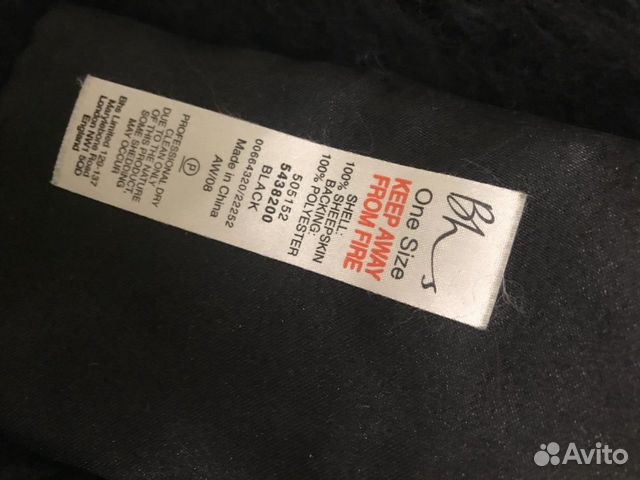 Bhs
One Size
KEEP AWAY
FROM FIRE
SHELL:
100% SHEEPSKIN
BACKING:
100% POLYESTER
505152
5438200
BLACK
00664320/22252
Made in China
AW/08
P
PROFESSIONAL DRY
CLEAN ONLY
DUE TO THE NATURE
OF THIS PRODUCT,
SOME SHEDDING
MAY OCCUR
Bhs Limited 129-137
Marylebone Road
London NW1 5QD
England
Avito